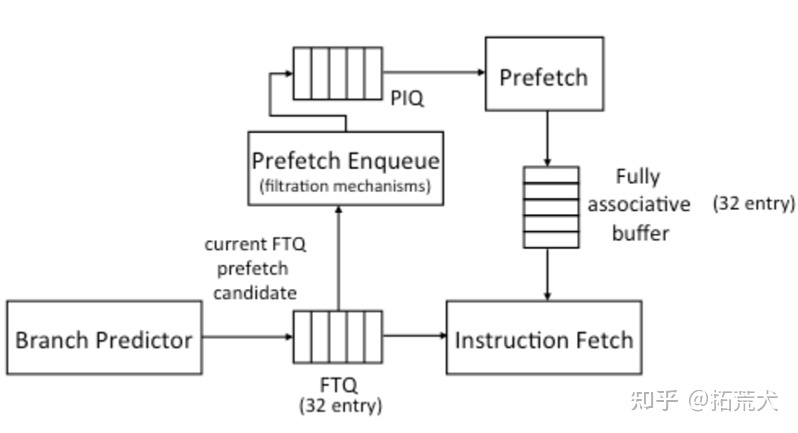 PIQ
Prefetch
Prefetch Enqueue
(filtration mechanisms)
Fully
associative
buffer
(32 entry)
current FTQ
prefetch
candidate
Branch Predictor
Instruction Fetch
FTQ
(32 entry)
知乎 @拓荒犬